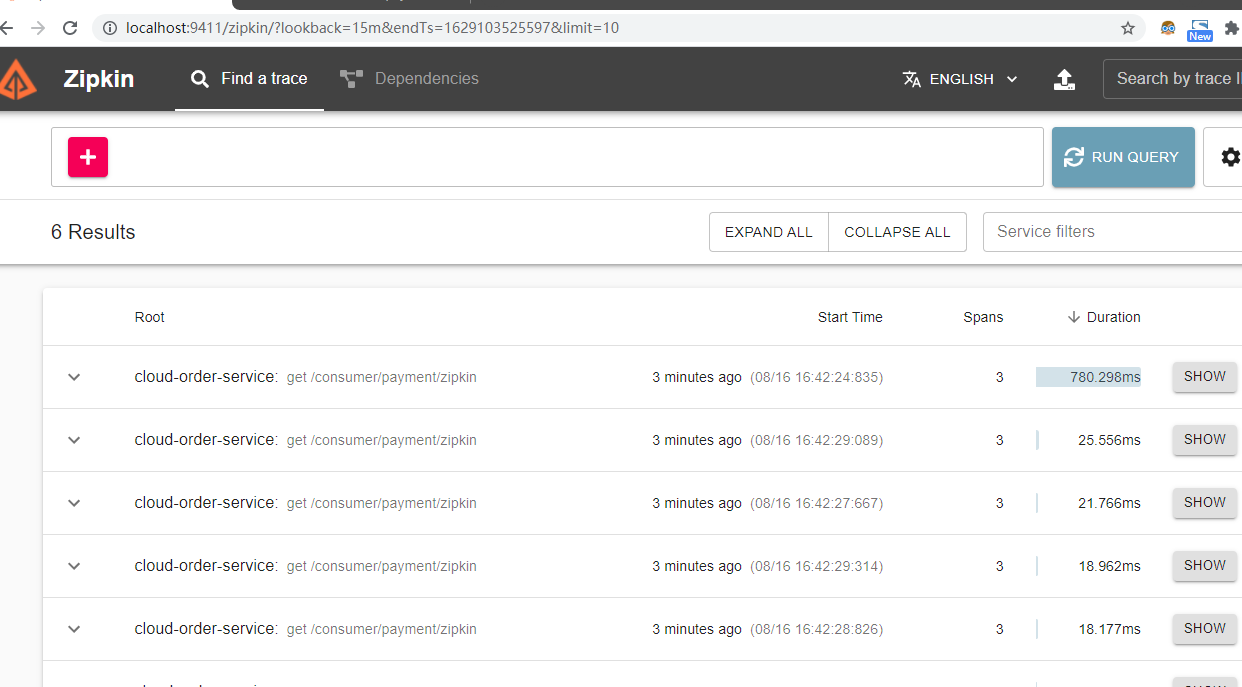 localhost:9411/zipkin/?lookback=15m&endTs=1629103525597&limit=10
New
Zipkin Find a trace Dependencies ENGLISH Search by trace
RUN QUERY
6 Results EXPAND ALL COLLAPSE ALL Service filters
Root Start Time Spans Duration
cloud-order-service: get /consumer/payment/zipkin 3 minutes ago (08/16 16:42:24:835) 3 780.298ms SHOW
cloud-order-service: get /consumer/payment/zipkin 3 minutes ago (08/16 16:42:29:089) 3 25.556ms SHOW
cloud-order-service: get /consumer/payment/zipkin 3 minutes ago (08/16 16:42:27:667) 3 21.766ms SHOW
cloud-order-service: get /consumer/payment/zipkin 3 minutes ago (08/16 16:42:29:314) 3 18.962ms SHOW
cloud-order-service: get /consumer/payment/zipkin 3 minutes ago (08/16 16:42:28:826) 3 18.177ms SHOW